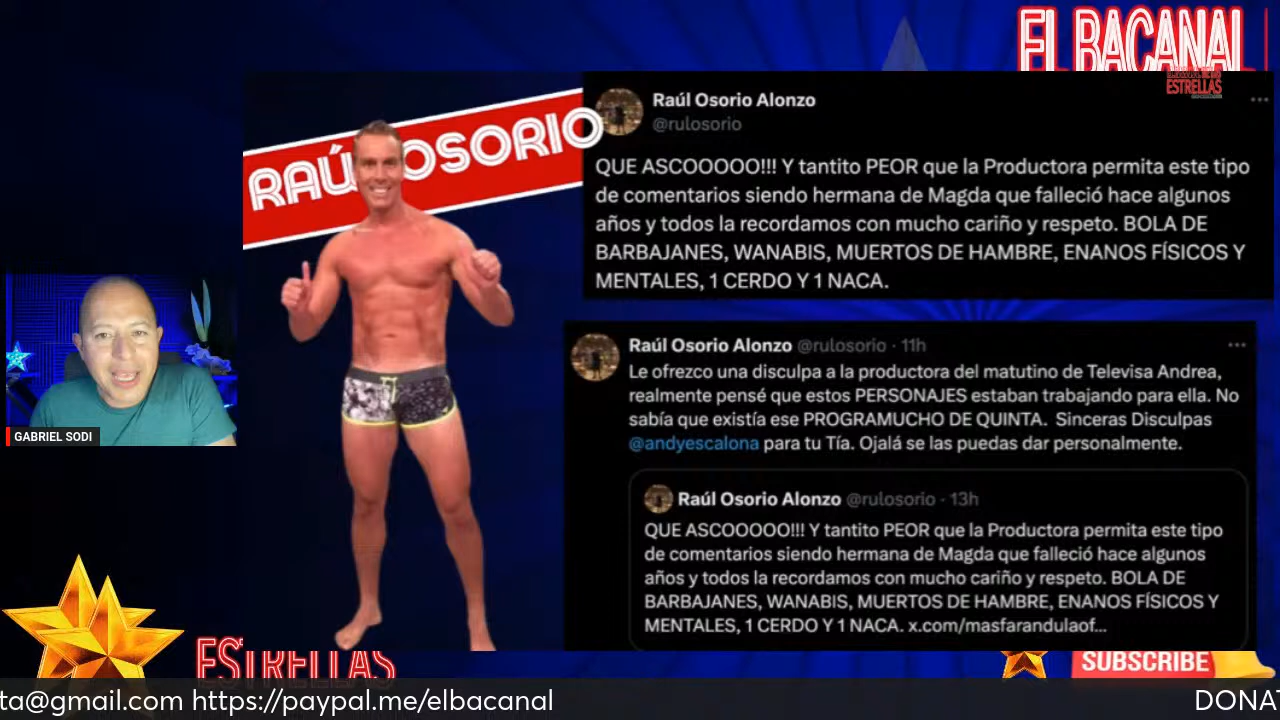 EL BACANAL
ESTRELLAS
RAÚL OSORIO
Raúl Osorio Alonzo
@rulosorio
QUE ASCOOOOO!!! Y tantito PEOR que la Productora permita este tipo
de comentarios siendo hermana de Magda que falleció hace algunos
años y todos la recordamos con mucho cariño y respeto. BOLA DE
BARBAJANES, WANABIS, MUERTOS DE HAMBRE, ENANOS FÍSICOS Y
MENTALES, 1 CERDO Y 1 NACA.
Raúl Osorio Alonzo @rulosorio · 11h
Le ofrezco una disculpa a la productora del matutino de Televisa Andrea,
realmente pensé que estos PERSONAJES estaban trabajando para ella. No
sabía que existía ese PROGRAMUCHO DE QUINTA. Sinceras Disculpas
@andyescalona para tu Tía. Ojalá se las puedas dar personalmente.
Raúl Osorio Alonzo @rulosorio · 13h
QUE ASCOOOOO!!! Y tantito PEOR que la Productora permita este tipo
de comentarios siendo hermana de Magda que falleció hace algunos
años y todos la recordamos con mucho cariño y respeto. BOLA DE
BARBAJANES, WANABIS, MUERTOS DE HAMBRE, ENANOS FÍSICOS Y
MENTALES, 1 CERDO Y 1 NACA. x.com/masfarandulaof...
GABRIEL SODI
ESTRELLAS
SUBSCRIBE
ta@gmail.com https://paypal.me/elbacanal
DONA